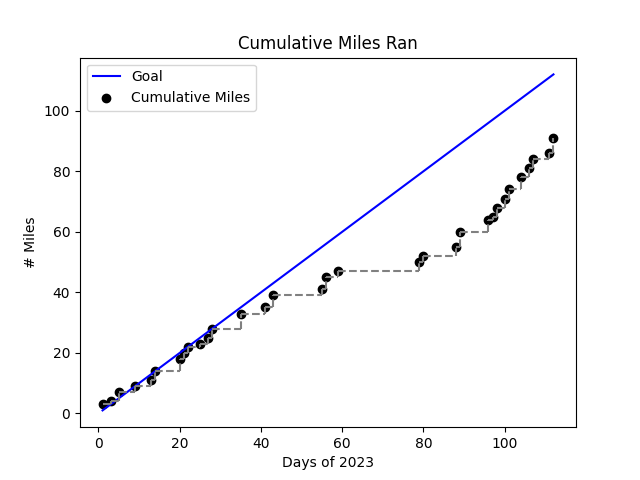 Cumulative Miles Ran
Goal
Cumulative Miles
# Miles
100
80
60
40
20
0
0 20 40 60 80 100
Days of 2023